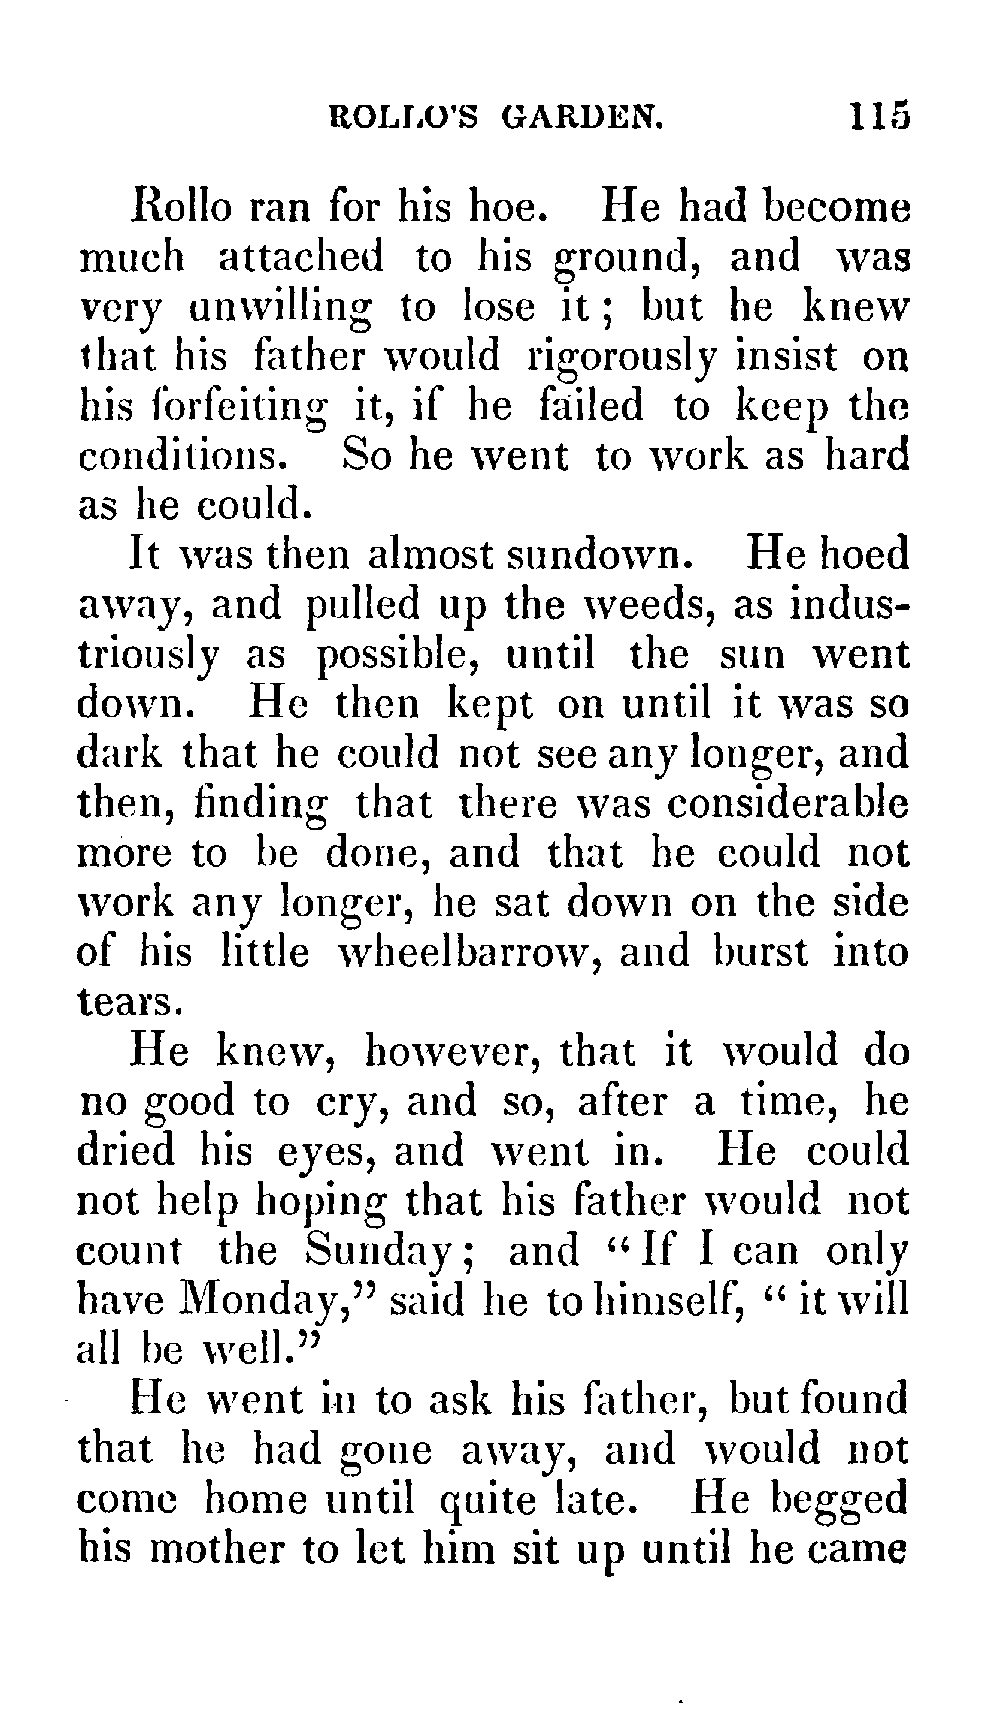 ROLLO'S GARDEN. 115
Rollo ran for his hoe. He had become
much attached to his ground, and was
very unwilling to lose it; but he knew
that his father would rigorously insist on
his forfeiting it, if he failed to keep the
conditions. So he went to work as hard
as he could.
It was then almost sundown. He hoed
away, and pulled up the weeds, as indus-
triously as possible, until the sun went
down. He then kept on until it was so
dark that he could not see any longer, and
then, finding that there was considerable
more to be done, and that he could not
work any longer, he sat down on the side
of his little wheelbarrow, and burst into
tears.
He knew, however, that it would do
no good to cry, and so, after a time, he
dried his eyes, and went in. He could
not help hoping that his father would not
count the Sunday; and "If I can only
have Monday," said he to himself, "it will
all be well."
He went in to ask his father, but found
that he had gone away, and would not
come home until quite late. He begged
his mother to let him sit up until he came